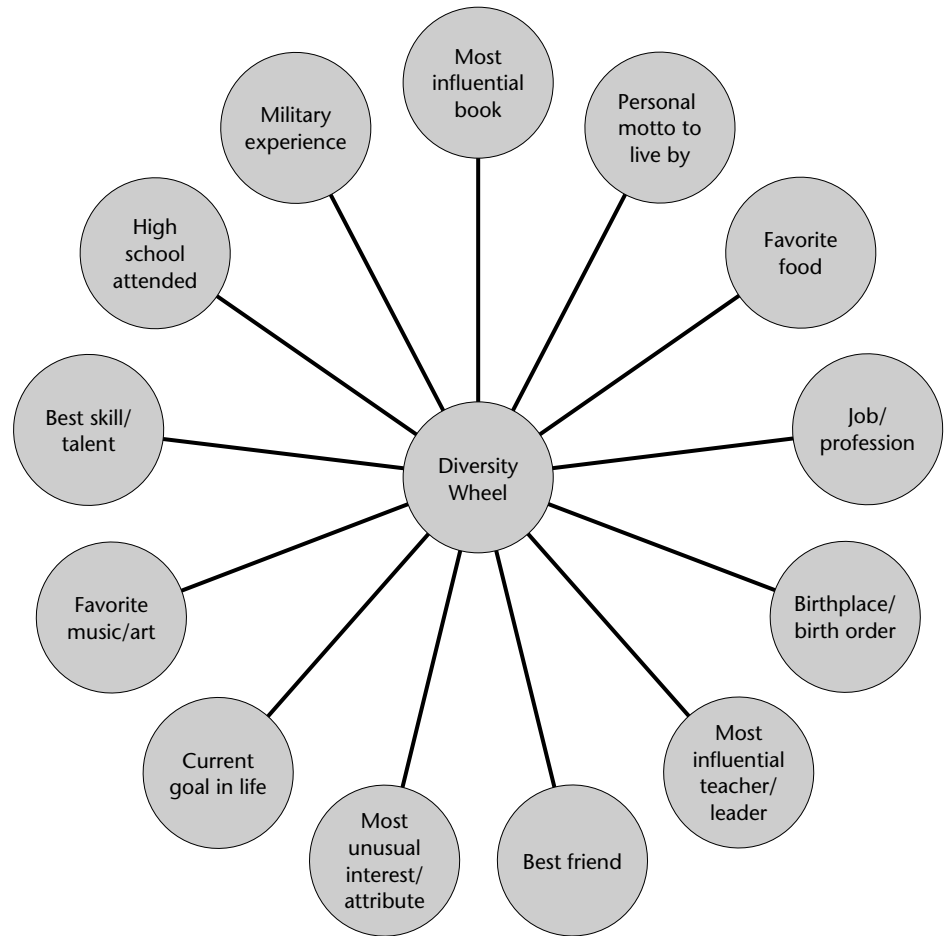 Most
influential
book
Personal
motto to
live by
Favorite
food
Job/
profession
Birthplace/
birth order
Most
influential
teacher/
leader
Best friend
Most
unusual
interest/
attribute
Current
goal in life
Favorite
music/art
Best skill/
talent
High
school
attended
Military
experience
Diversity
Wheel